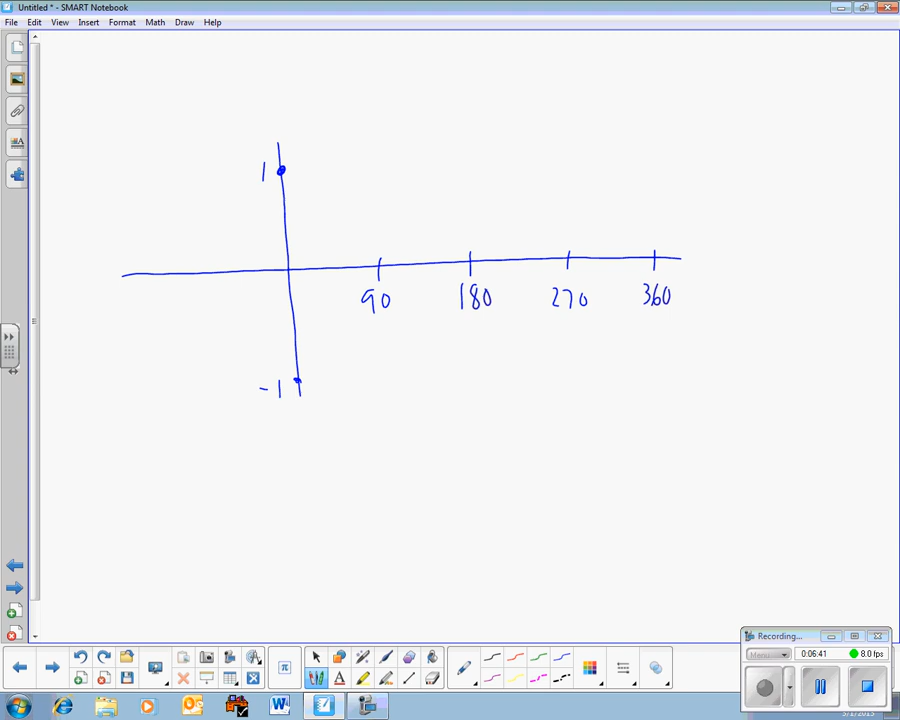 Untitled * - SMART Notebook
File Edit View Insert Format Math Draw Help
1
90 180 270 360
-1
Recording...
Menu
0:06:41 8.0 fps